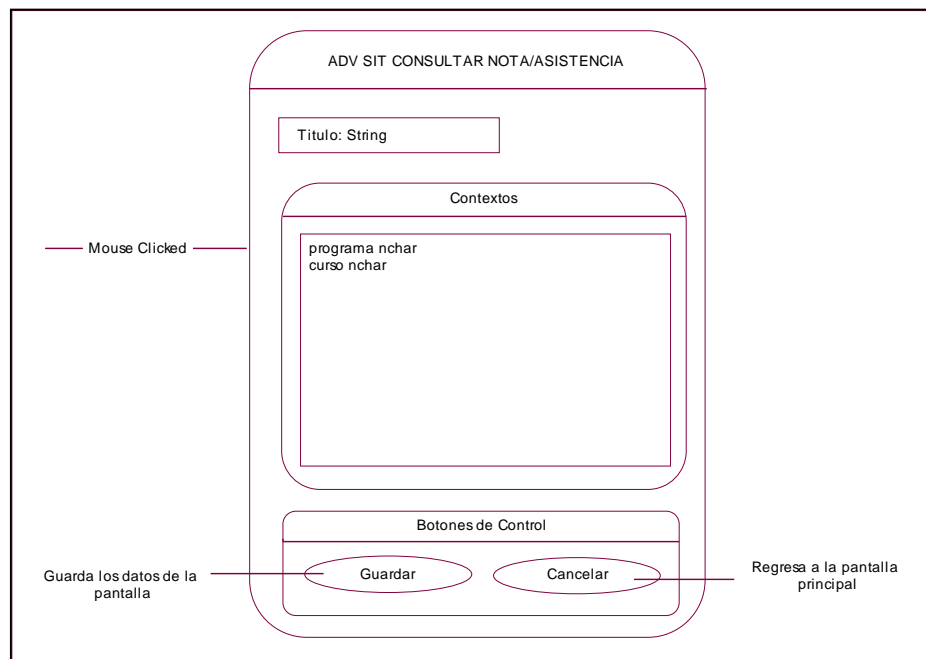 ADV SIT CONSULTAR NOTA/ASISTENCIA
Titulo: String
Contextos
Mouse Clicked
programa nchar
curso nchar
Botones de Control
Guarda los datos de la
pantalla
Guardar
Cancelar
Regresa a la pantalla
principal